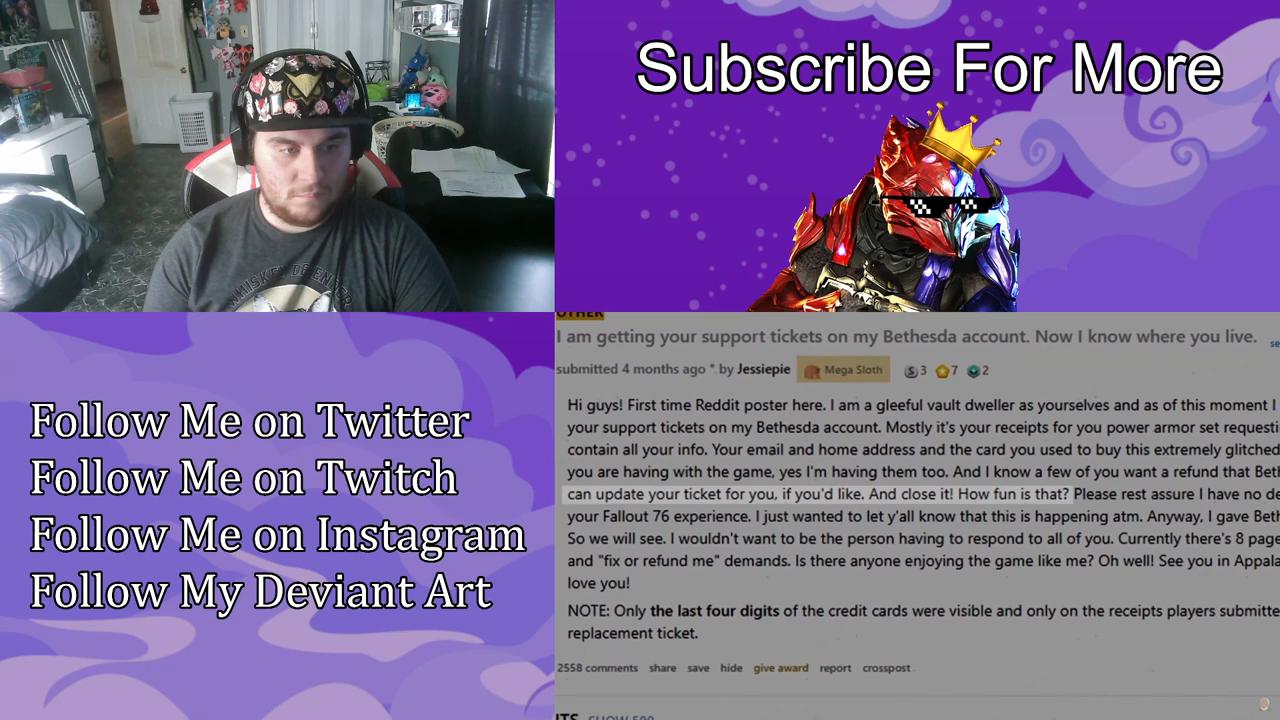 WHISKEY DEFENDER
Subscribe For More
Follow Me on Twitter
Follow Me on Twitch
Follow Me on Instagram
Follow My Deviant Art
OTHER
I am getting your support tickets on my Bethesda account. Now I know where you live.
submitted 4 months ago * by Jessiepie Mega Sloth 3 7 2
Hi guys! First time Reddit poster here. I am a gleeful vault dweller as yourselves and as of this moment I
your support tickets on my Bethesda account. Mostly it's your receipts for you power armor set requesti
contain all your info. Your email and home address and the card you used to buy this extremely glitched
you are having with the game, yes I'm having them too. And I know a few of you want a refund that Bet
can update your ticket for you, if you'd like. And close it! How fun is that? Please rest assure I have no de
your Fallout 76 experience. I just wanted to let y'all know that this is happening atm. Anyway, I gave Beth
So we will see. I wouldn't want to be the person having to respond to all of you. Currently there's 8 page
and "fix or refund me" demands. Is there anyone enjoying the game like me? Oh well! See you in Appala
love you!
NOTE: Only the last four digits of the credit cards were visible and only on the receipts players submitte
replacement ticket.
2558 comments share save hide give award report crosspost